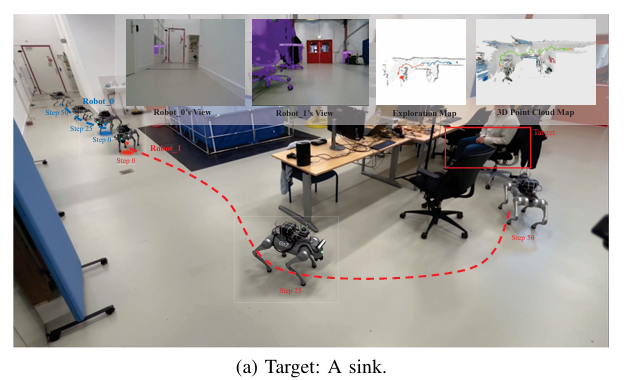 Robot_0's View
Robot_1's View
Exploration Map
3D Point Cloud Map
Step 50
Robot_0
Step 25
Step 0
Robot_1
Step 0
Target
Step 50
Step 25
(a) Target: A sink.